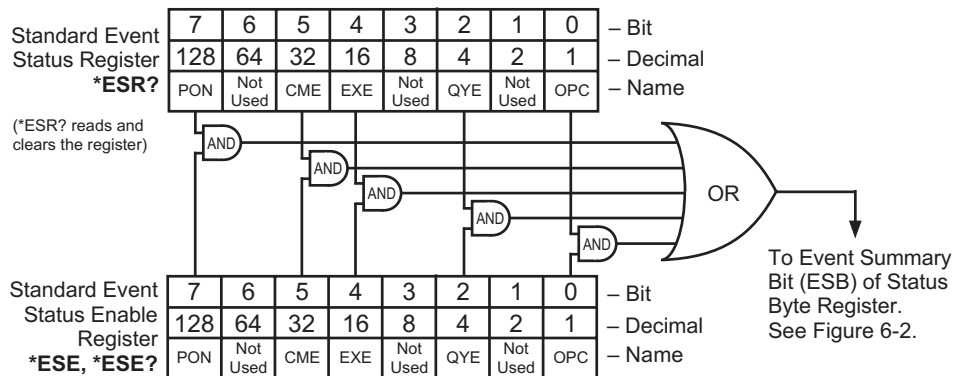 Standard Event
Status Register
*ESR?
7 6 5 4 3 2 1 0 – Bit
128 64 32 16 8 4 2 1 – Decimal
PON Not Used CME EXE Not Used QYE Not Used OPC – Name
(*ESR? reads and
clears the register)
AND
AND
AND
AND
AND
OR
To Event Summary
Bit (ESB) of Status
Byte Register.
See Figure 6-2.
Standard Event
Status Enable
Register
*ESE, *ESE?
7 6 5 4 3 2 1 0 – Bit
128 64 32 16 8 4 2 1 – Decimal
PON Not Used CME EXE Not Used QYE Not Used OPC – Name